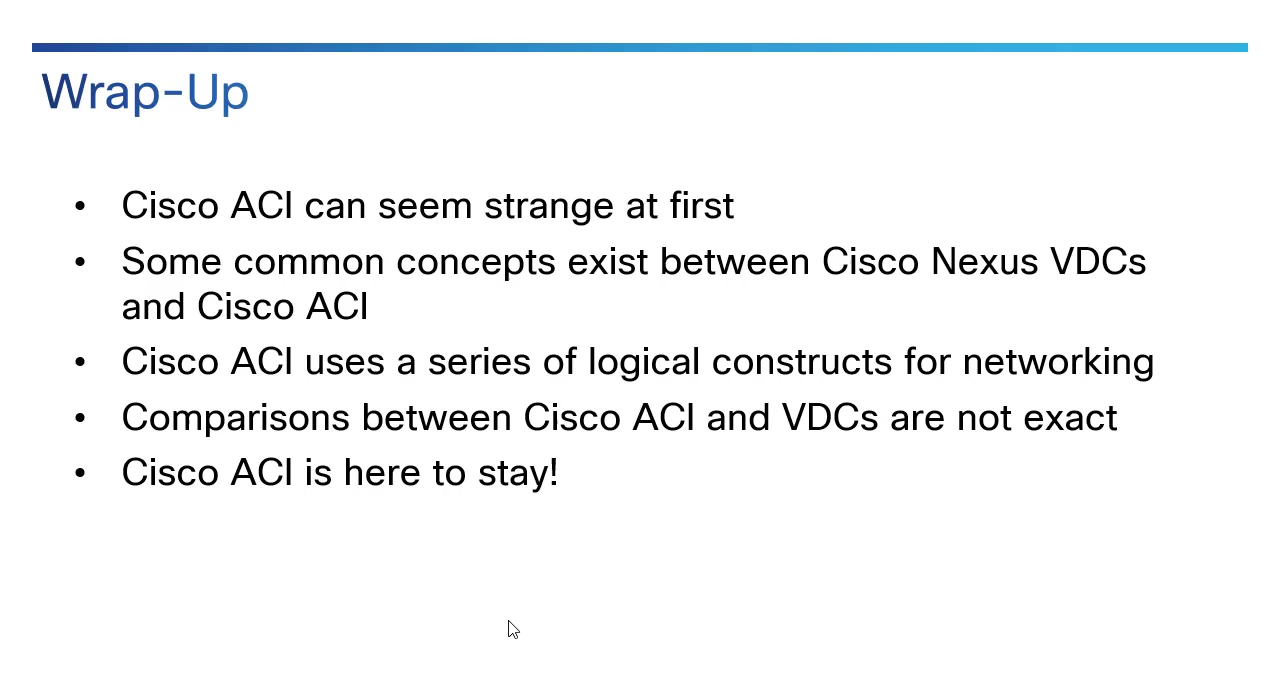 Wrap-Up
• Cisco ACI can seem strange at first
• Some common concepts exist between Cisco Nexus VDCs
and Cisco ACI
• Cisco ACI uses a series of logical constructs for networking
• Comparisons between Cisco ACI and VDCs are not exact
• Cisco ACI is here to stay!